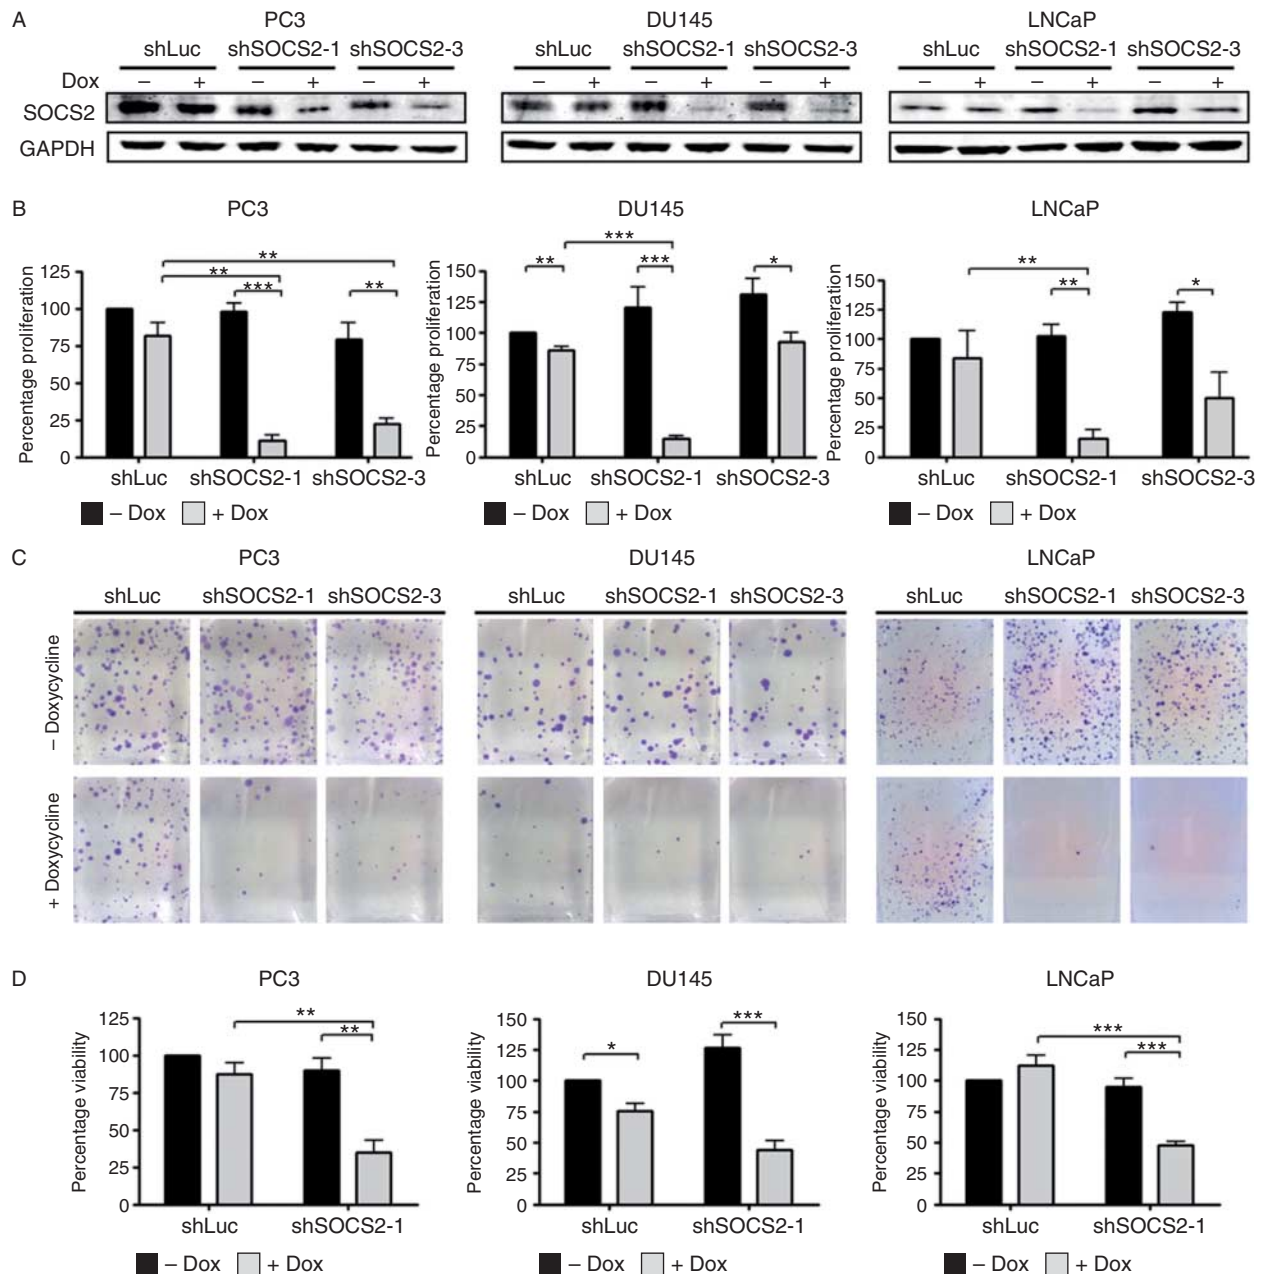 A
PC3 DU145 LNCaP
shLuc shSOCS2-1 shSOCS2-3 shLuc shSOCS2-1 shSOCS2-3 shLuc shSOCS2-1 shSOCS2-3
Dox – + – + – + – + – + – + – + – + – +
SOCS2
GAPDH
B
PC3
Percentage proliferation
125
100
75
50
25
0
** ** *** **
shLuc shSOCS2-1 shSOCS2-3
– Dox + Dox
DU145
Percentage proliferation
150
125
100
75
50
25
0
*** ** *** *
shLuc shSOCS2-1 shSOCS2-3
– Dox + Dox
LNCaP
Percentage proliferation
150
125
100
75
50
25
0
** ** *
shLuc shSOCS2-1 shSOCS2-3
– Dox + Dox
C
PC3 DU145 LNCaP
shLuc shSOCS2-1 shSOCS2-3 shLuc shSOCS2-1 shSOCS2-3 shLuc shSOCS2-1 shSOCS2-3
– Doxycycline
+ Doxycycline
D
PC3
Percentage viability
125
100
75
50
25
0
** **
shLuc shSOCS2-1
– Dox + Dox
DU145
Percentage viability
150
125
100
75
50
25
0
* ***
shLuc shSOCS2-1
– Dox + Dox
LNCaP
Percentage viability
150
125
100
75
50
25
0
*** ***
shLuc shSOCS2-1
– Dox + Dox